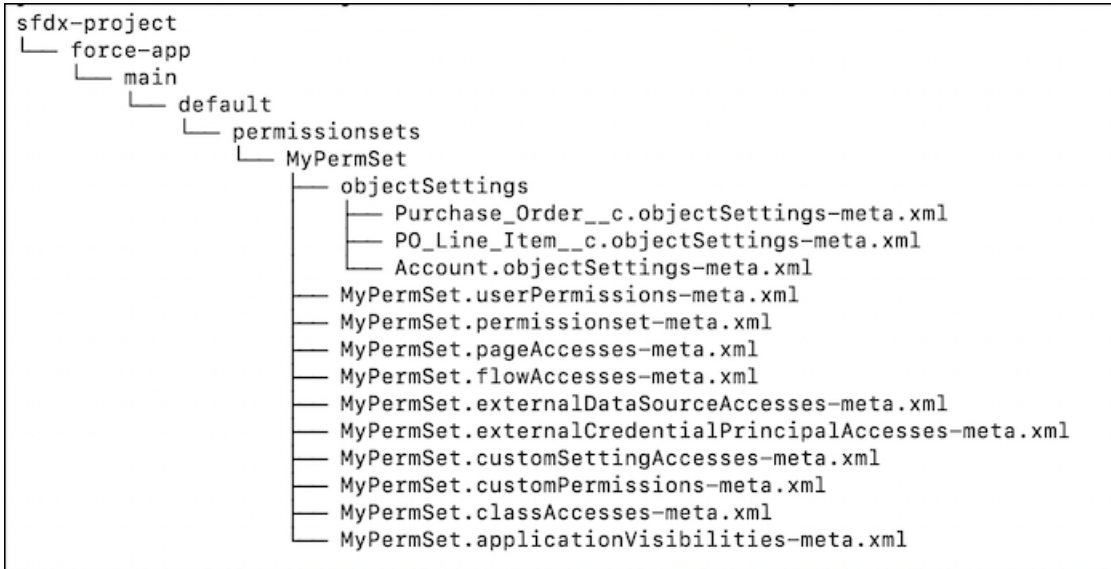 sfdx-project
└── force-app
└── main
└── default
└── permissionsets
└── MyPermSet
├── objectSettings
│   ├── Purchase_Order__c.objectSettings-meta.xml
│   ├── PO_Line_Item__c.objectSettings-meta.xml
│   └── Account.objectSettings-meta.xml
├── MyPermSet.userPermissions-meta.xml
├── MyPermSet.permissionset-meta.xml
├── MyPermSet.pageAccesses-meta.xml
├── MyPermSet.flowAccesses-meta.xml
├── MyPermSet.externalDataSourceAccesses-meta.xml
├── MyPermSet.externalCredentialPrincipalAccesses-meta.xml
├── MyPermSet.customSettingAccesses-meta.xml
├── MyPermSet.customPermissions-meta.xml
├── MyPermSet.classAccesses-meta.xml
└── MyPermSet.applicationVisibilities-meta.xml